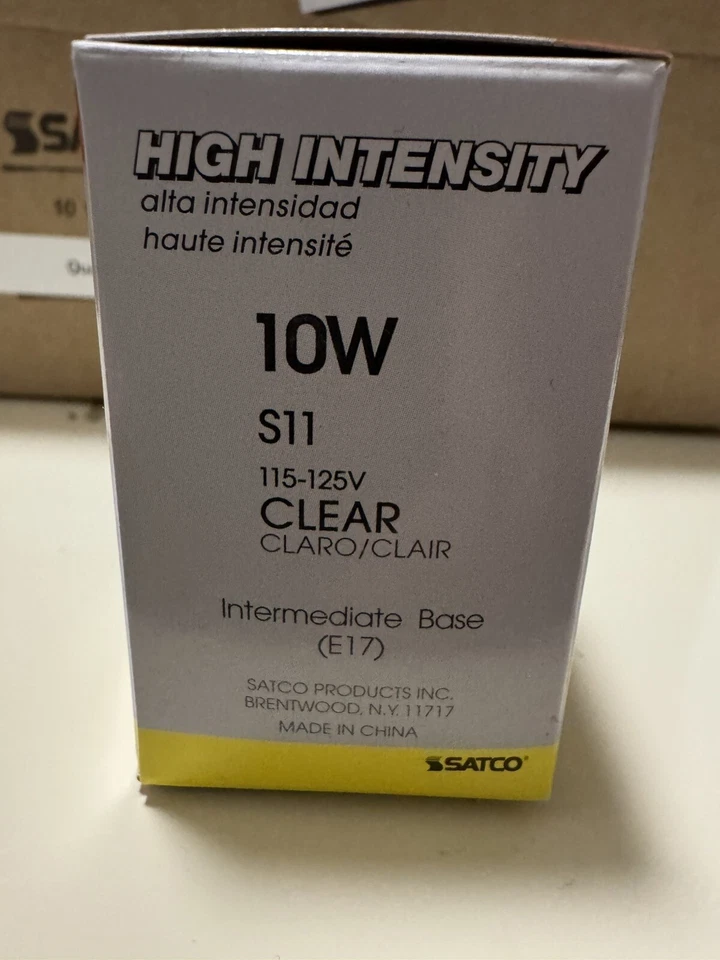 HIGH INTENSITY
alta intensidad
haute intensité
10W
S11
115-125V
CLEAR
CLARO/CLAIR
Intermediate Base
(E17)
SATCO PRODUCTS INC.
BRENTWOOD, N.Y. 11717
MADE IN CHINA
SATCO®
10